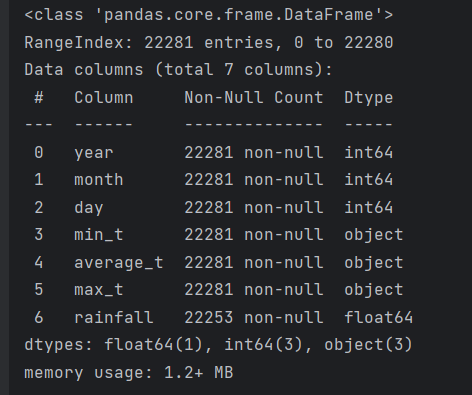 <class 'pandas.core.frame.DataFrame'>
RangeIndex: 22281 entries, 0 to 22280
Data columns (total 7 columns):
 #   Column     Non-Null Count  Dtype
---  ------     --------------  -----
 0   year       22281 non-null  int64
 1   month      22281 non-null  int64
 2   day        22281 non-null  int64
 3   min_t      22281 non-null  object
 4   average_t  22281 non-null  object
 5   max_t      22281 non-null  object
 6   rainfall   22253 non-null  float64
dtypes: float64(1), int64(3), object(3)
memory usage: 1.2+ MB